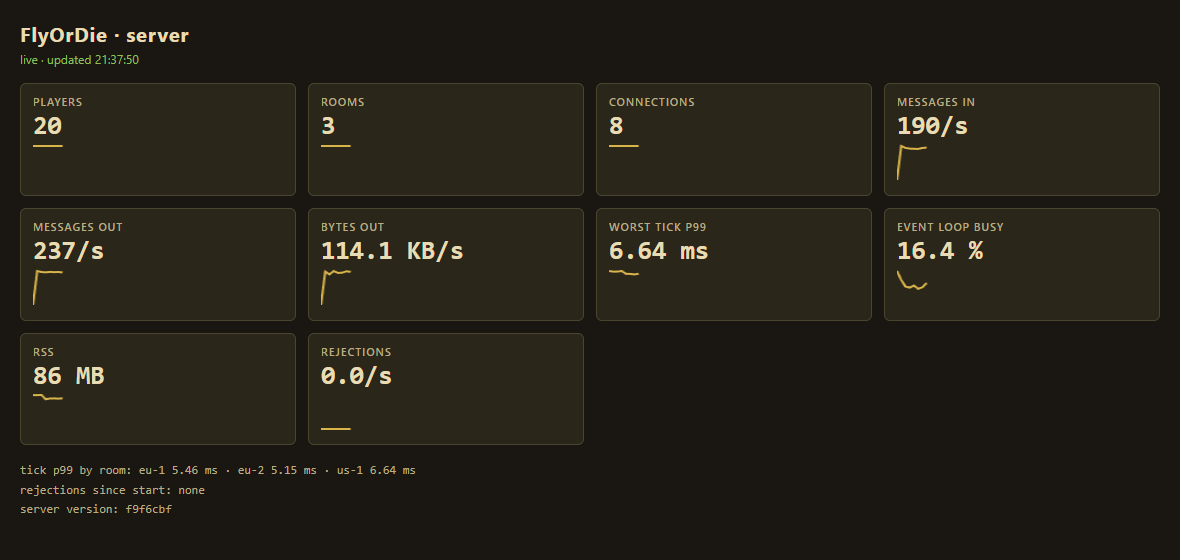 FlyOrDie · server
live · updated 21:37:50
PLAYERS
20
ROOMS
3
CONNECTIONS
8
MESSAGES IN
190/s
MESSAGES OUT
237/s
BYTES OUT
114.1 KB/s
WORST TICK P99
6.64 ms
EVENT LOOP BUSY
16.4 %
RSS
86 MB
REJECTIONS
0.0/s
tick p99 by room: eu-1 5.46 ms · eu-2 5.15 ms · us-1 6.64 ms
rejections since start: none
server version: f9f6cbf